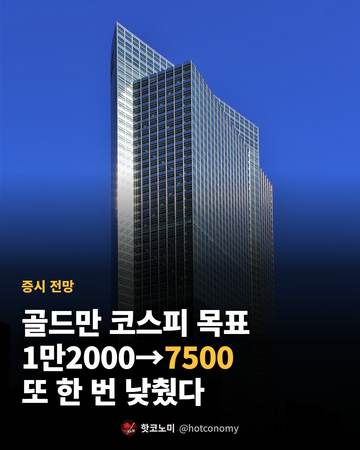 증시 전망
골드만 코스피 목표
1만2000→7500
또 한 번 낮췄다
핫코노미 @hotconomy